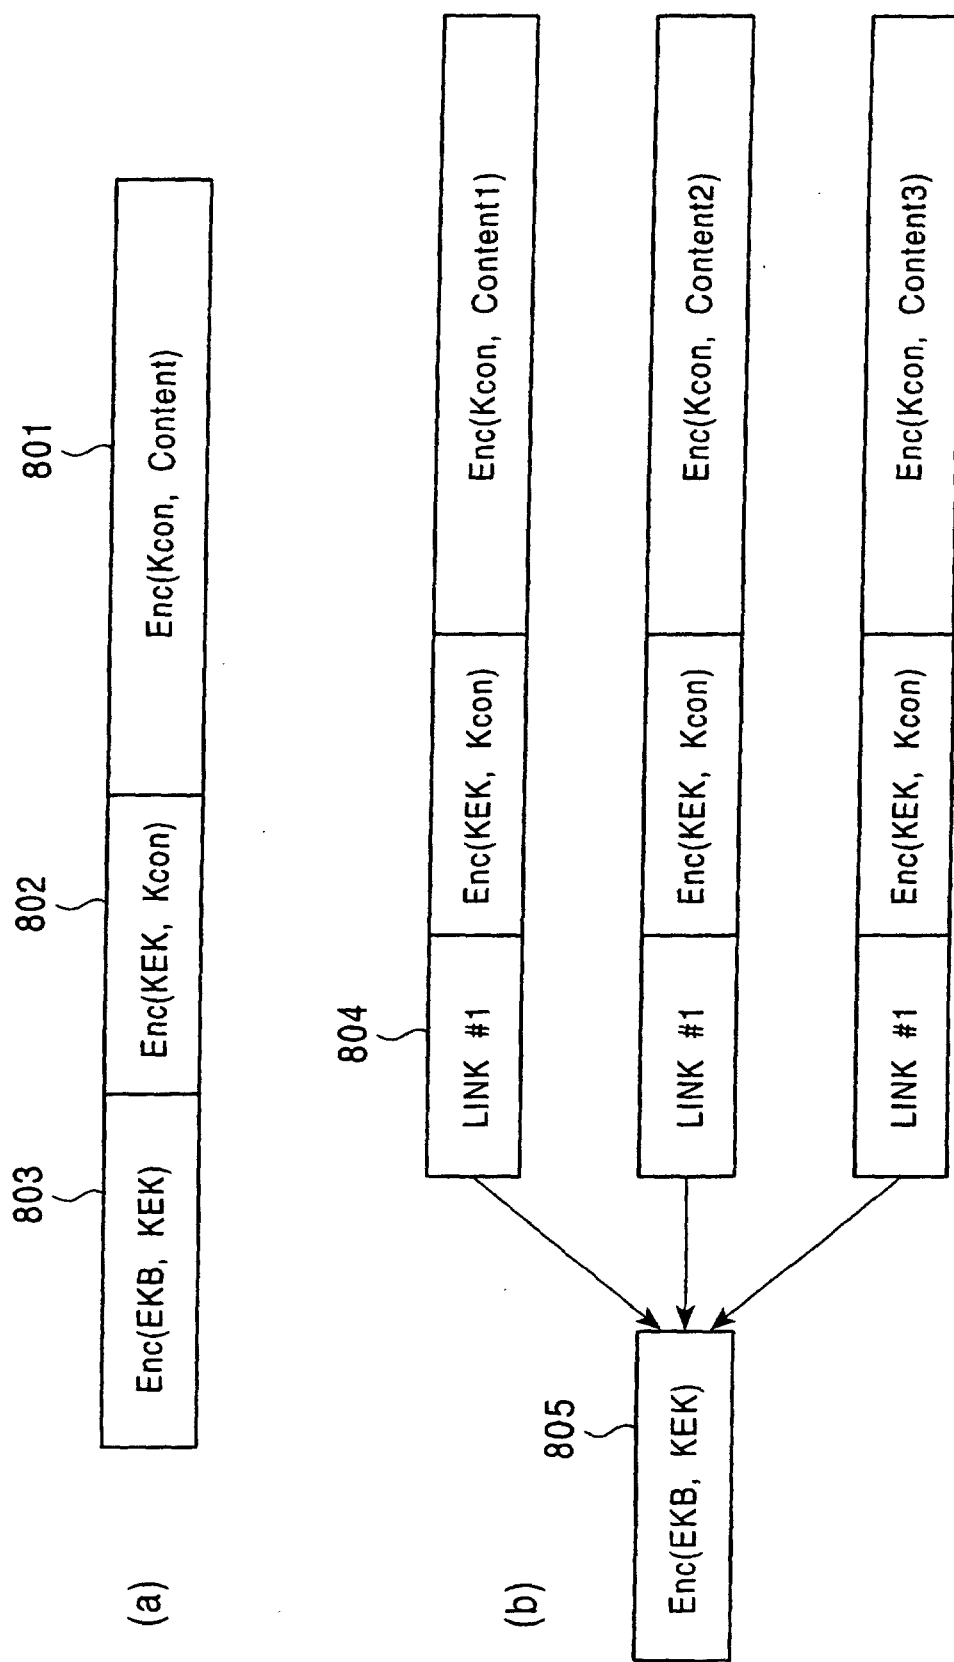 (a)
803
802
801
Enc(EKB, KEK)
Enc(KEK, Kcon)
Enc(Kcon, Content)
(b)
804
LINK #1
Enc(KEK, Kcon)
Enc(Kcon, Content1)
805
Enc(EKB, KEK)
LINK #1
Enc(KEK, Kcon)
Enc(Kcon, Content2)
LINK #1
Enc(KEK, Kcon)
Enc(Kcon, Content3)